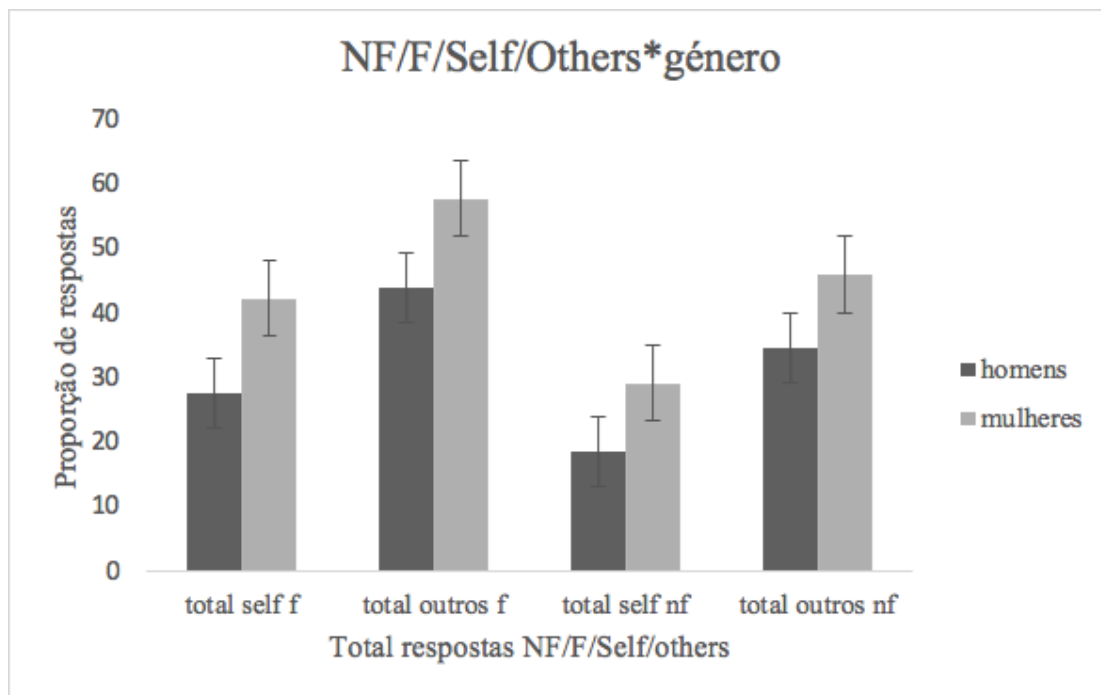 NF/F/Self/Others*género
70
60
50
40
30
20
10
0
Proporção de respostas
homens
mulheres
total self f
total outros f
total self nf
total outros nf
Total respostas NF/F/Self/others